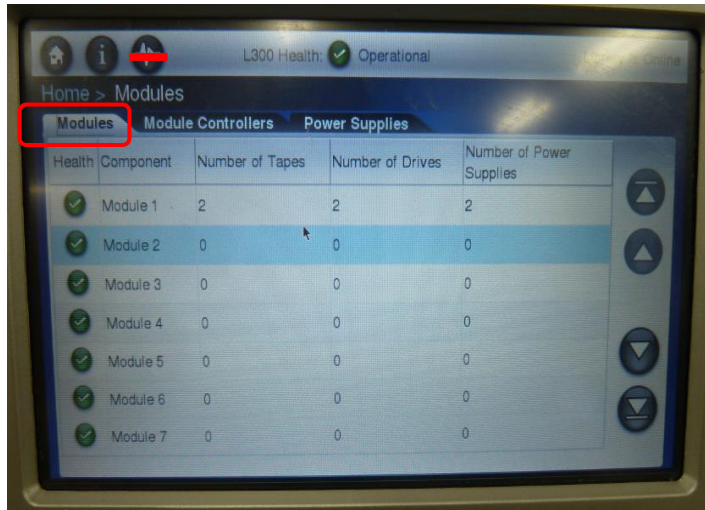 L300 Health: Operational
Online
Home > Modules
Modules Module Controllers Power Supplies
Health Component Number of Tapes Number of Drives Number of Power
Supplies
Module 1 2 2 2
Module 2 0 0 0
Module 3 0 0 0
Module 4 0 0 0
Module 5 0 0 0
Module 6 0 0 0
Module 7 0 0 0